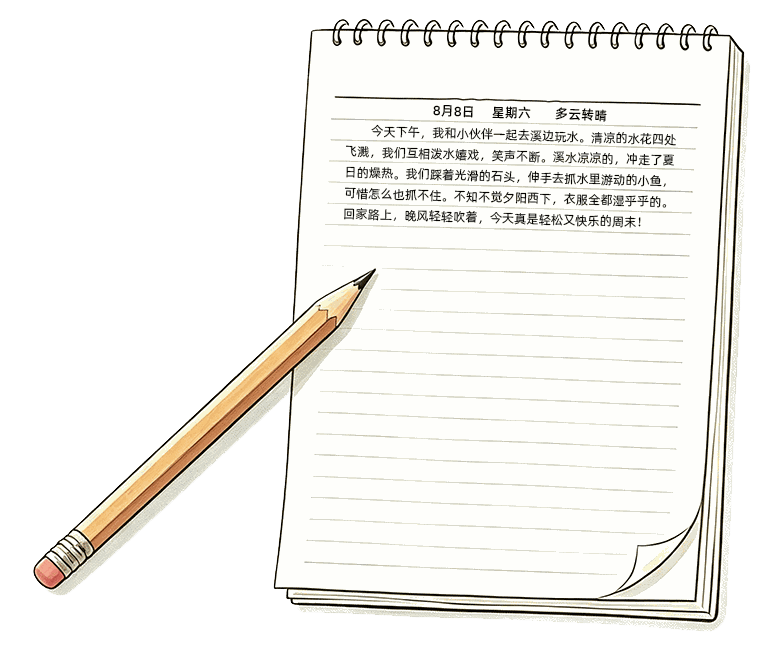 8月8日 星期六 多云转晴
今天下午，我和小伙伴一起去溪边玩水。清凉的水花四处
飞溅，我们互相泼水嬉戏，笑声不断。溪水凉凉的，冲走了夏
日的燥热。我们踩着光滑的石头，伸手去抓水里游动的小鱼，
可惜怎么也抓不住。不知不觉夕阳西下，衣服全都湿乎乎的。
回家路上，晚风轻轻吹着，今天真是轻松又快乐的周末！